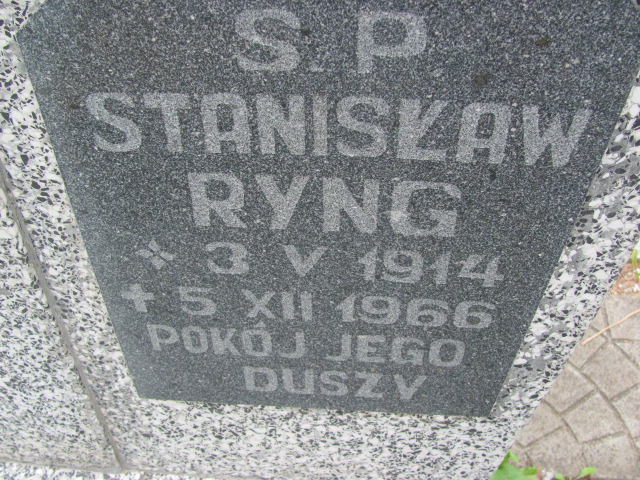 S. P
STANISŁAW
RYNG
* 3 V 1914
✝ 5 XII 1966
POKÓJ JEGO
DUSZY